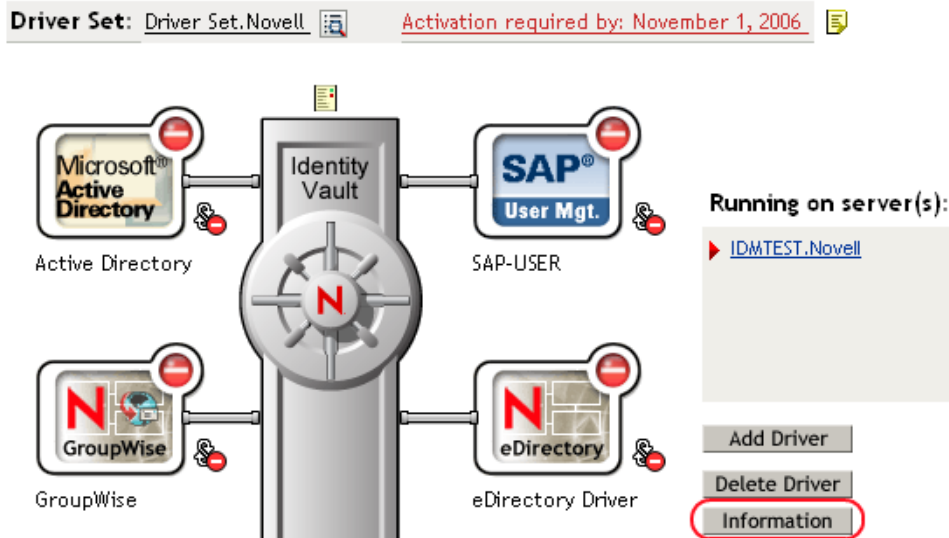 Driver Set: Driver Set.Novell Activation required by: November 1, 2006
Identity
Vault
Microsoft®
Active
Directory
Active Directory
SAP®
User Mgt.
SAP-USER
Running on server(s):
IDMTEST.Novell
N
N
GroupWise
GroupWise
N
eDirectory
eDirectory Driver
Add Driver
Delete Driver
Information